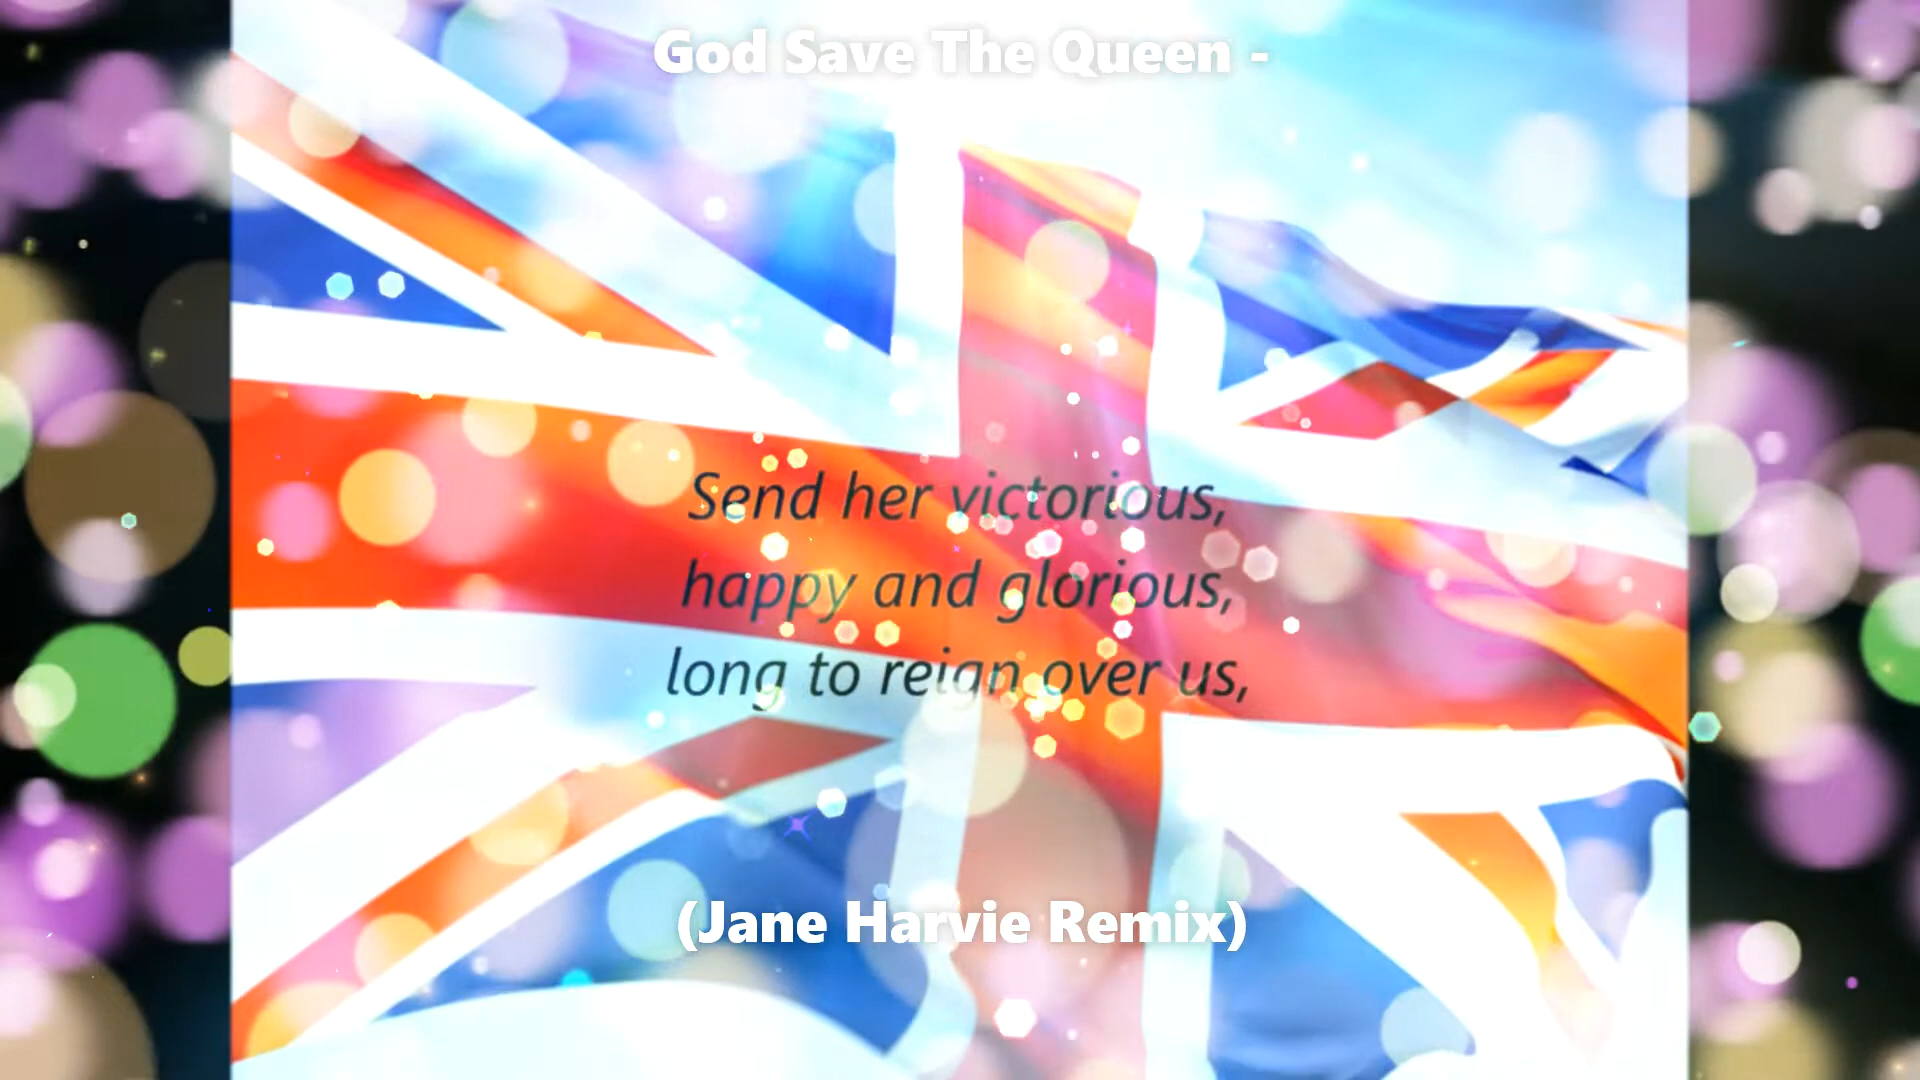 God Save The Queen -
Send her victorious,
happy and glorious,
long to reign over us,
(Jane Harvie Remix)